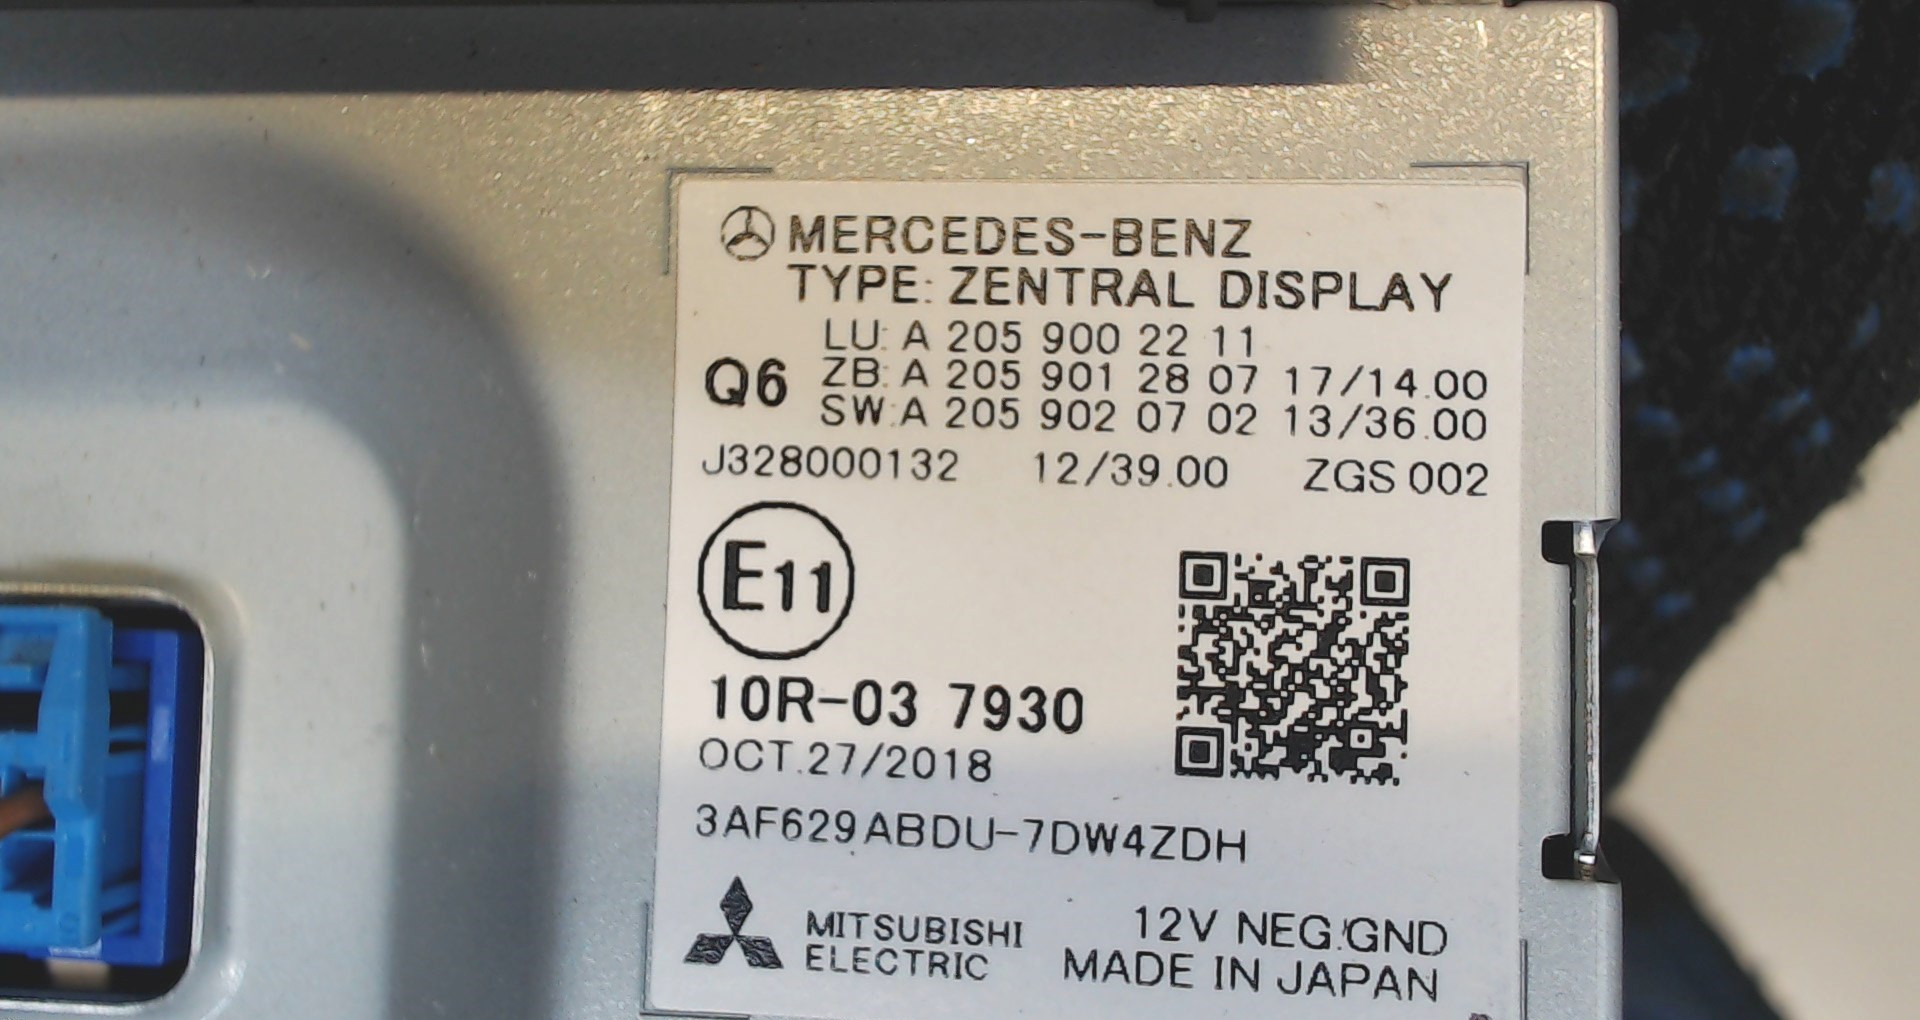 MERCEDES-BENZ
TYPE: ZENTRAL DISPLAY
LU: A 205 900 22 11
Q6 ZB: A 205 901 28 07 17/14.00
SW: A 205 902 07 02 13/36.00
J328000132 12/39.00 ZGS 002
E11
10R-03 7930
OCT.27/2018
3AF629ABDU-7DW4ZDH
MITSUBISHI
ELECTRIC
12V NEG.GND
MADE IN JAPAN